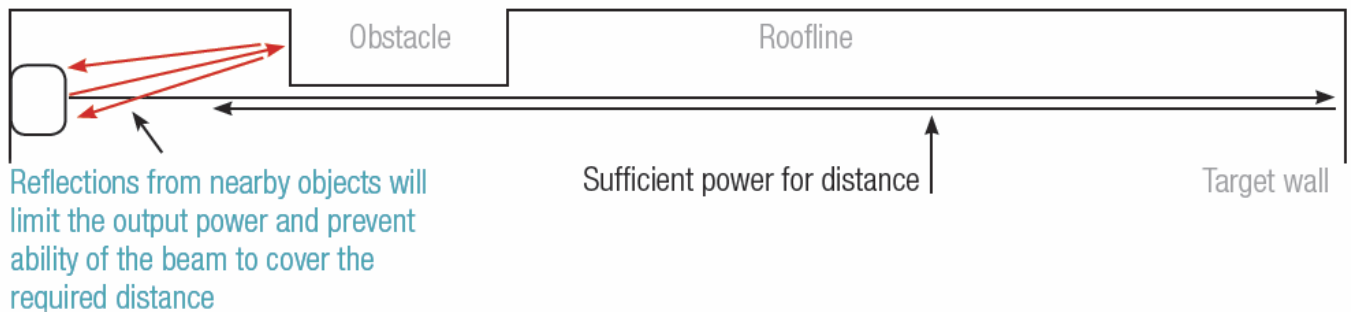 Obstacle
Roofline
Reflections from nearby objects will
limit the output power and prevent
ability of the beam to cover the
required distance
Sufficient power for distance
Target wall